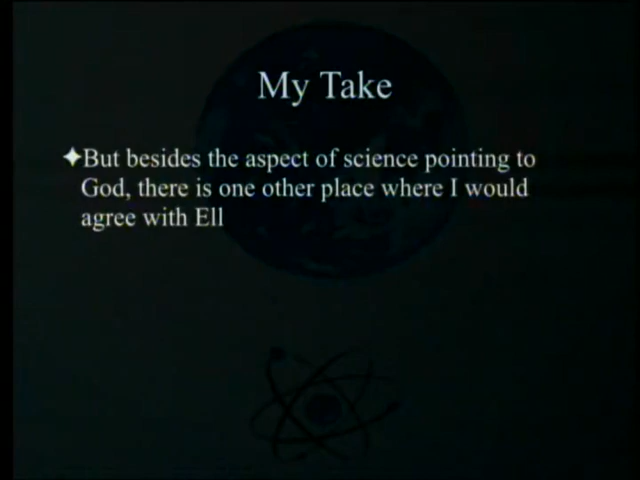 My Take
But besides the aspect of science pointing to
God, there is one other place where I would
agree with Ell